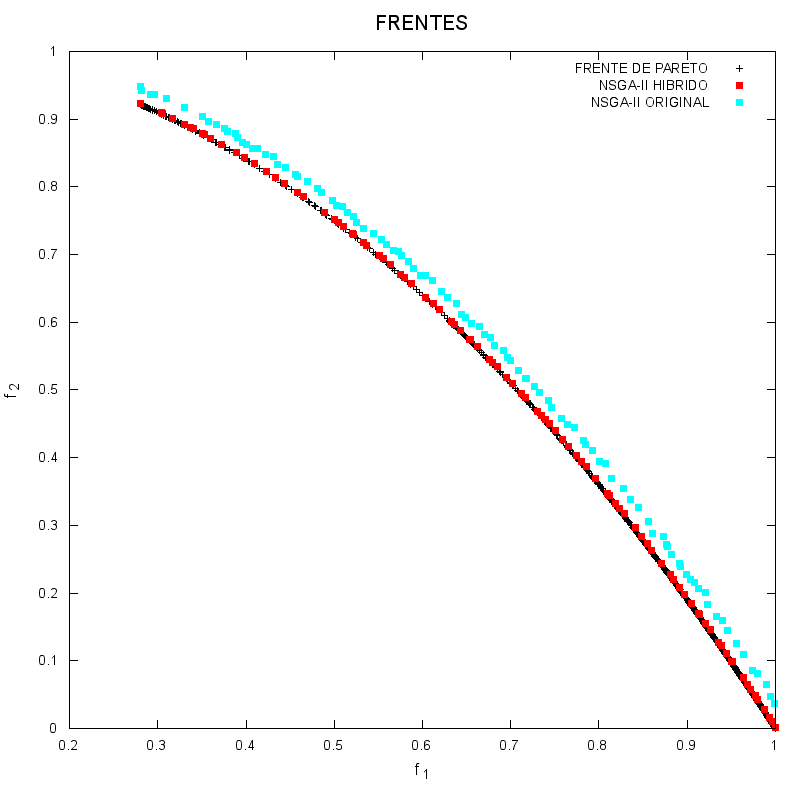 FRENTES
FRENTE DE PARETO
NSGA-II HIBRIDO
NSGA-II ORIGINAL
1
0.9
0.8
0.7
0.6
0.5
0.4
0.3
0.2
0.1
0
f 2
0.2 0.3 0.4 0.5 0.6 0.7 0.8 0.9 1
f 1